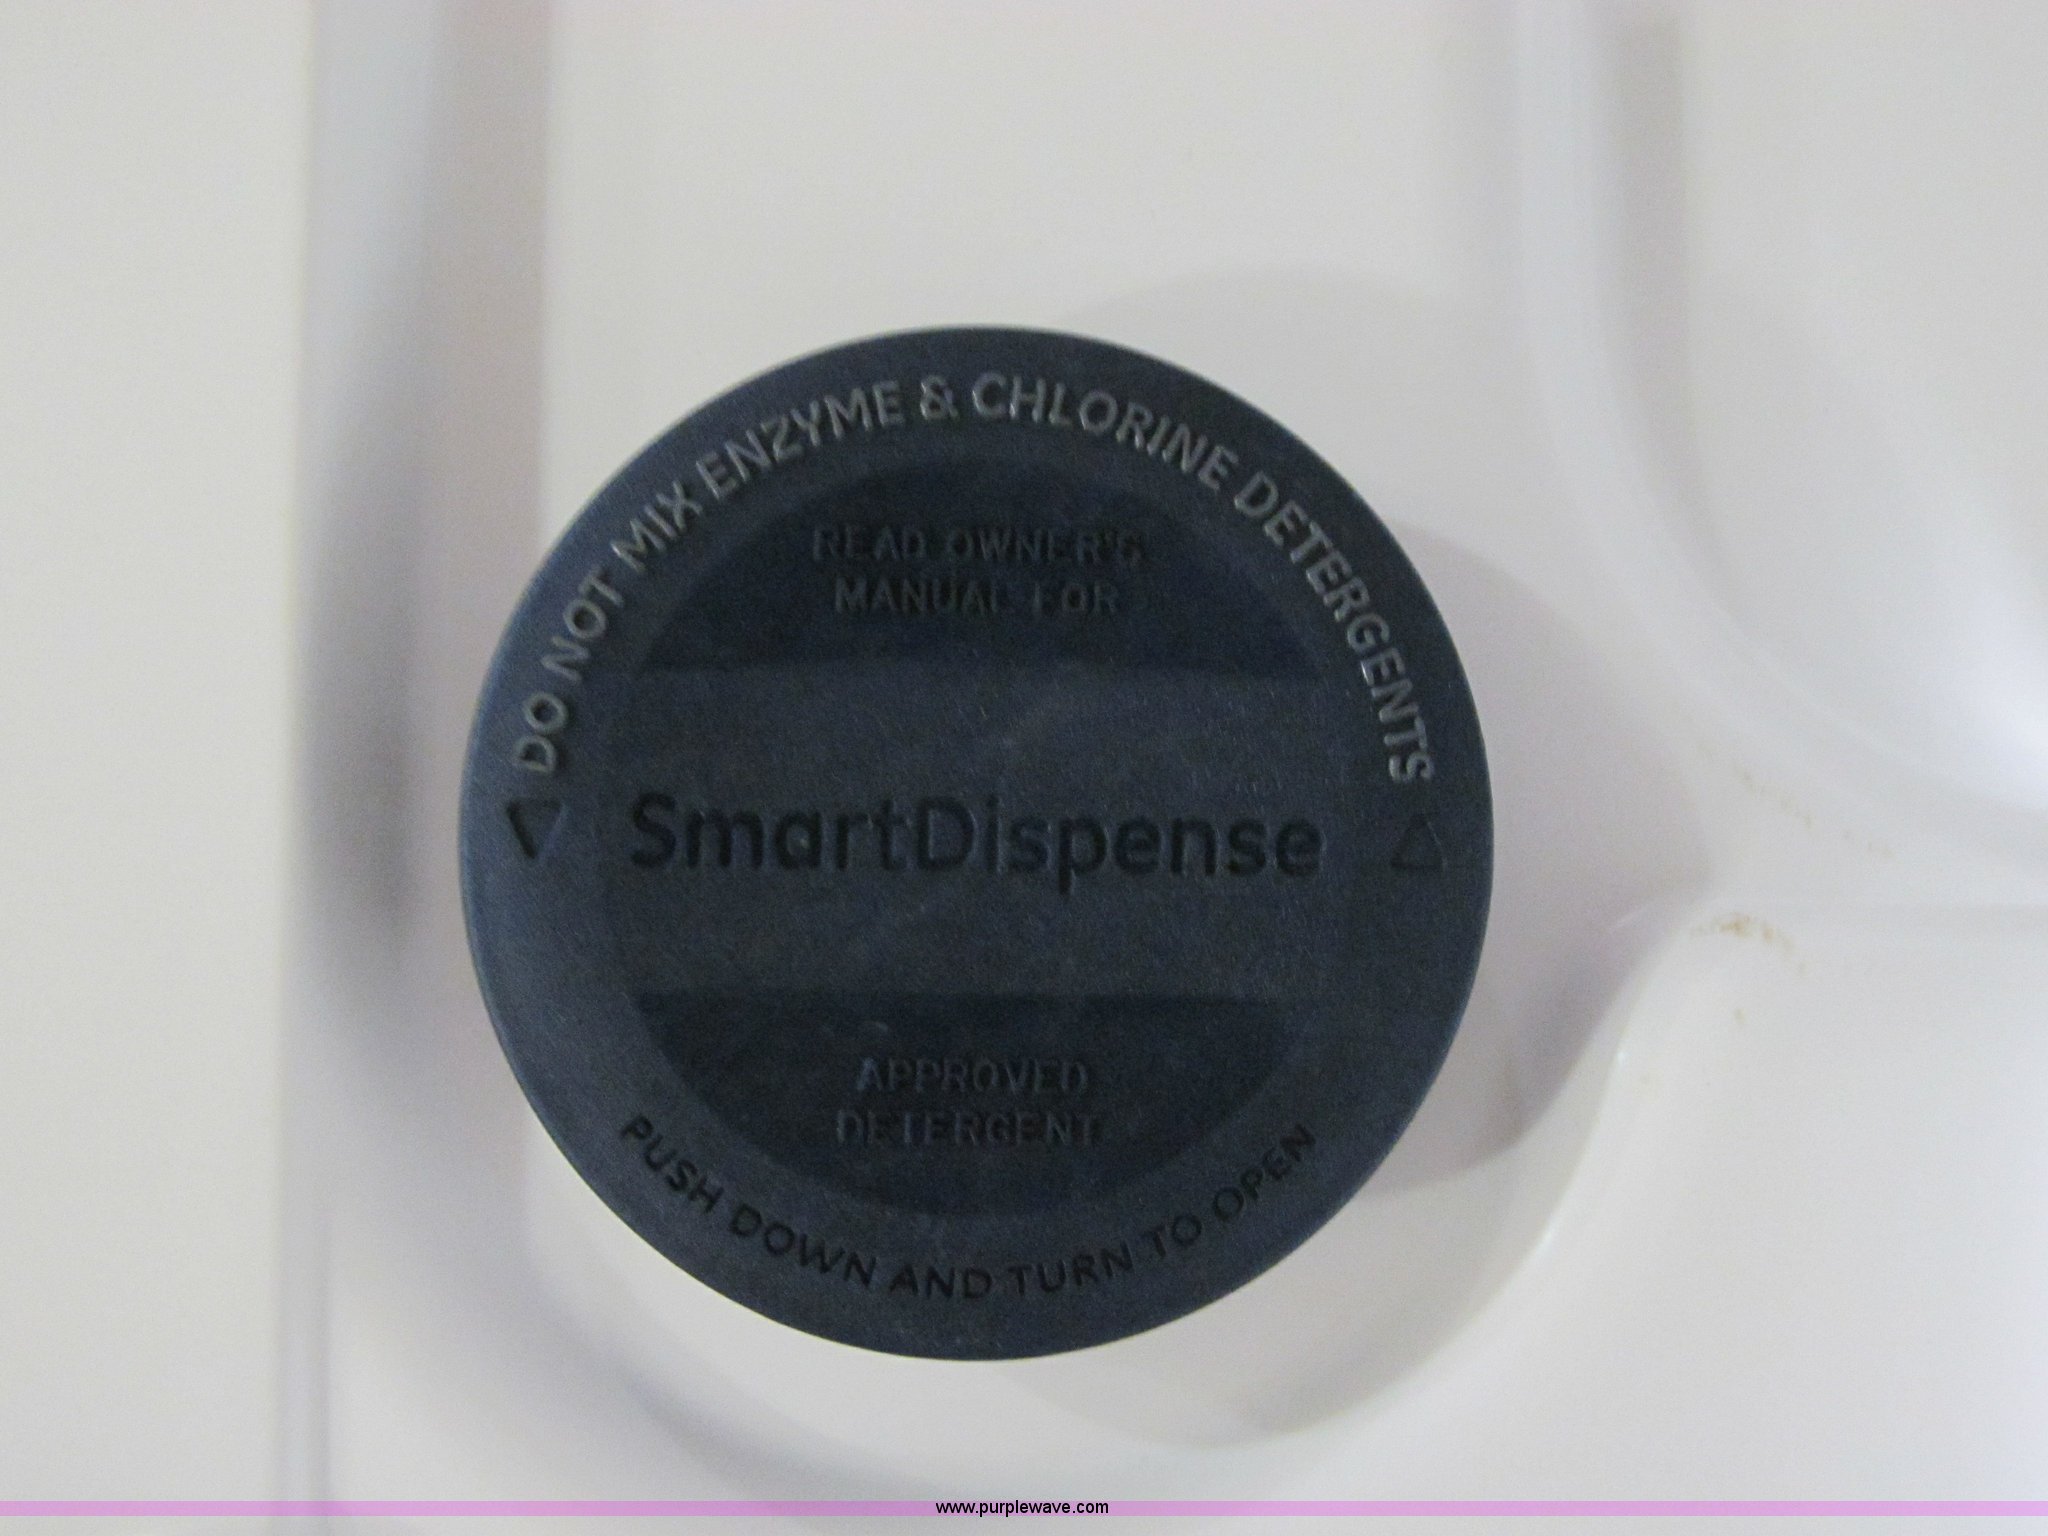 DO NOT MIX ENZYME & CHLORINE DETERGENTS
READ OWNER'S
MANUAL FOR
SmartDispense
APPROVED
DETERGENT
PUSH DOWN AND TURN TO OPEN
www.purplewave.com